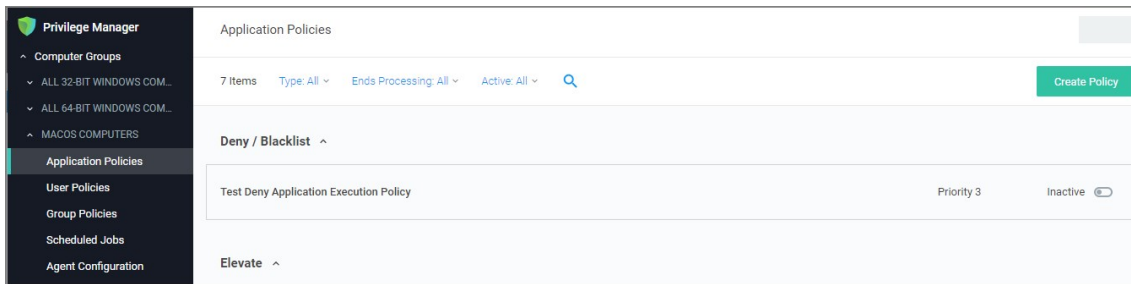 Privilege Manager
Computer Groups
ALL 32-BIT WINDOWS COM...
ALL 64-BIT WINDOWS COM...
MACOS COMPUTERS
Application Policies
User Policies
Group Policies
Scheduled Jobs
Agent Configuration
Application Policies
7 Items Type: All Ends Processing: All Active: All
Create Policy
Deny / Blacklist
Test Deny Application Execution Policy Priority 3 Inactive
Elevate